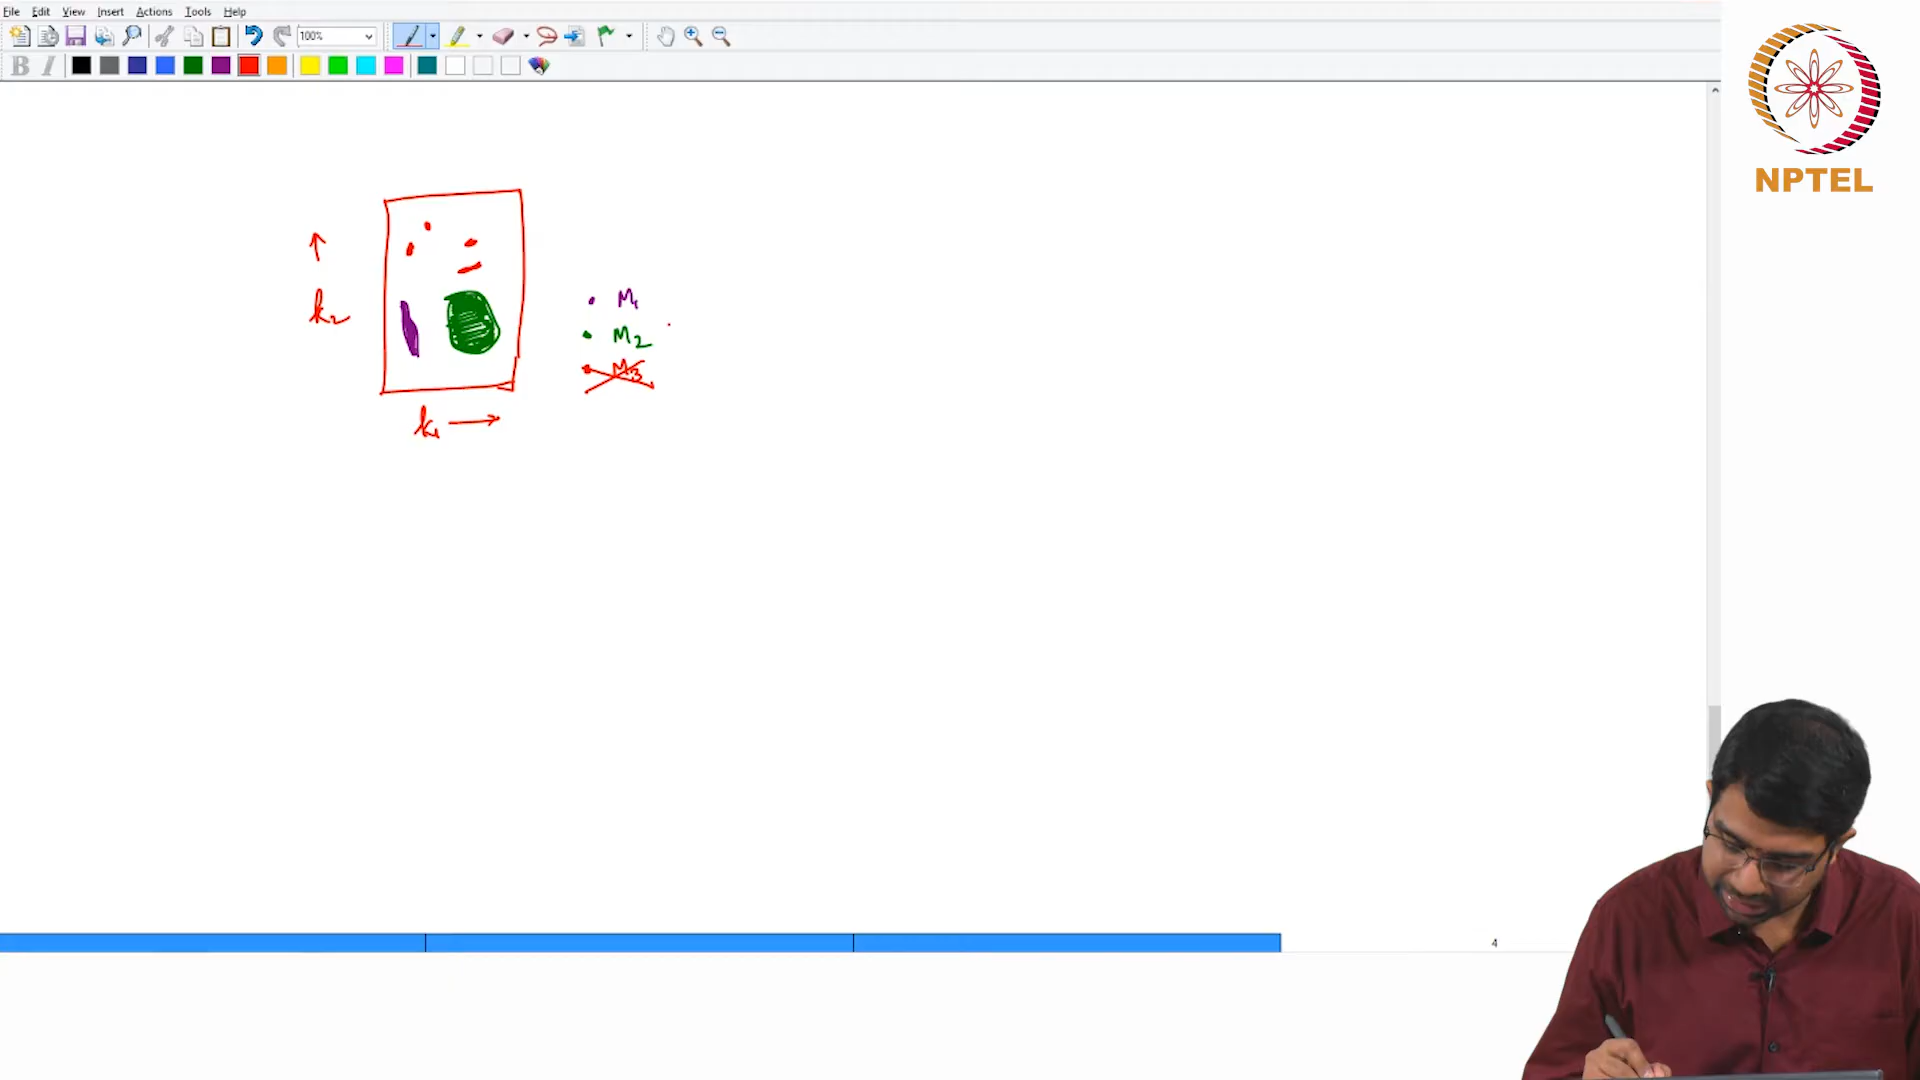 File Edit View Insert Actions Tools Help
100%
B I
NPTEL
k2
M1
M2
M3
k1
4